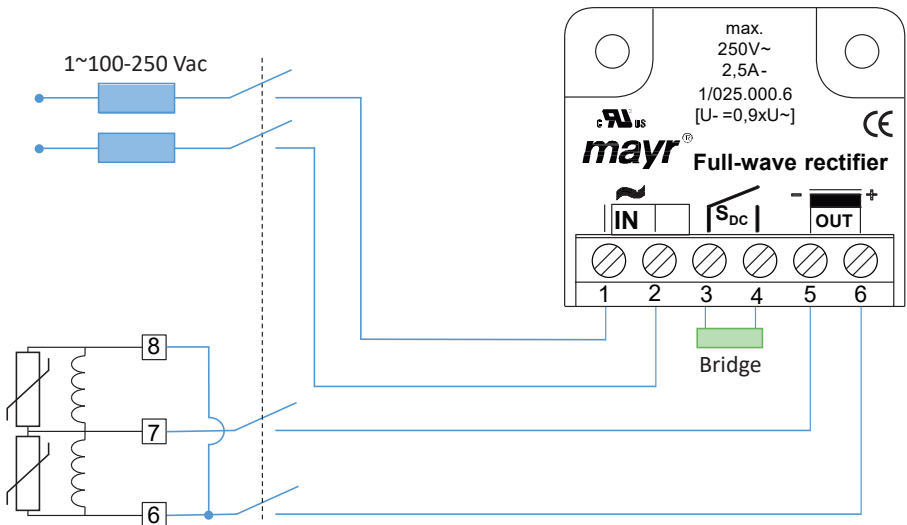 1~100-250 Vac
max.
250V~
2,5A-
1/025.000.6
[U- =0,9xU~]
c RU us
CE
mayr®
Full-wave rectifier
~
IN
SDC
- +
OUT
1 2 3 4 5 6
Bridge
8
7
6